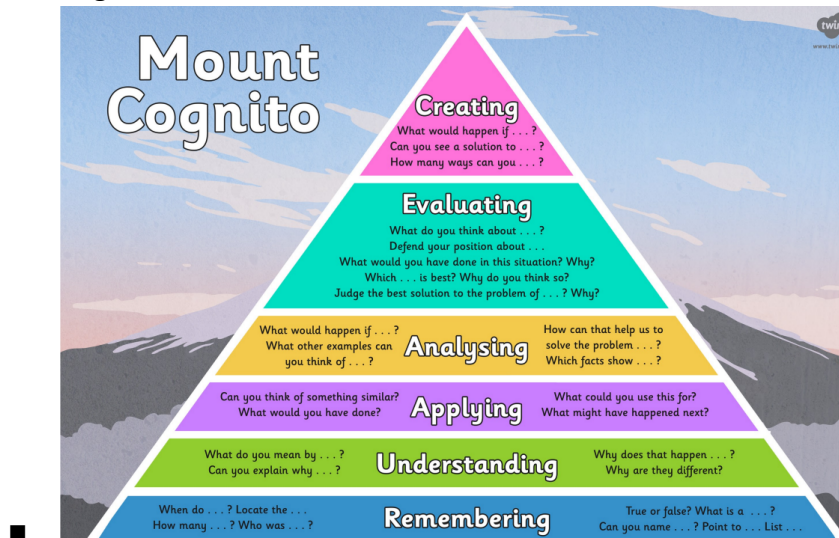 Mount
Cognito
Creating
What would happen if . . . ?
Can you see a solution to . . . ?
How many ways can you . . . ?
Evaluating
What do you think about . . . ?
Defend your position about . . .
What would you have done in this situation? Why?
Which . . . is best? Why do you think so?
Judge the best solution to the problem of . . . ? Why?
What would happen if . . . ?
What other examples can
you think of . . . ?
Analysing
How can that help us to
solve the problem . . . ?
Which facts show . . . ?
Can you think of something similar?
What would you have done?
Applying
What could you use this for?
What might have happened next?
What do you mean by . . . ?
Can you explain why . . . ?
Understanding
Why does that happen . . . ?
Why are they different?
When do . . . ? Locate the . . .
How many . . . ? Who was . . . ?
Remembering
True or false? What is a . . . ?
Can you name . . . ? Point to . . . List . . .